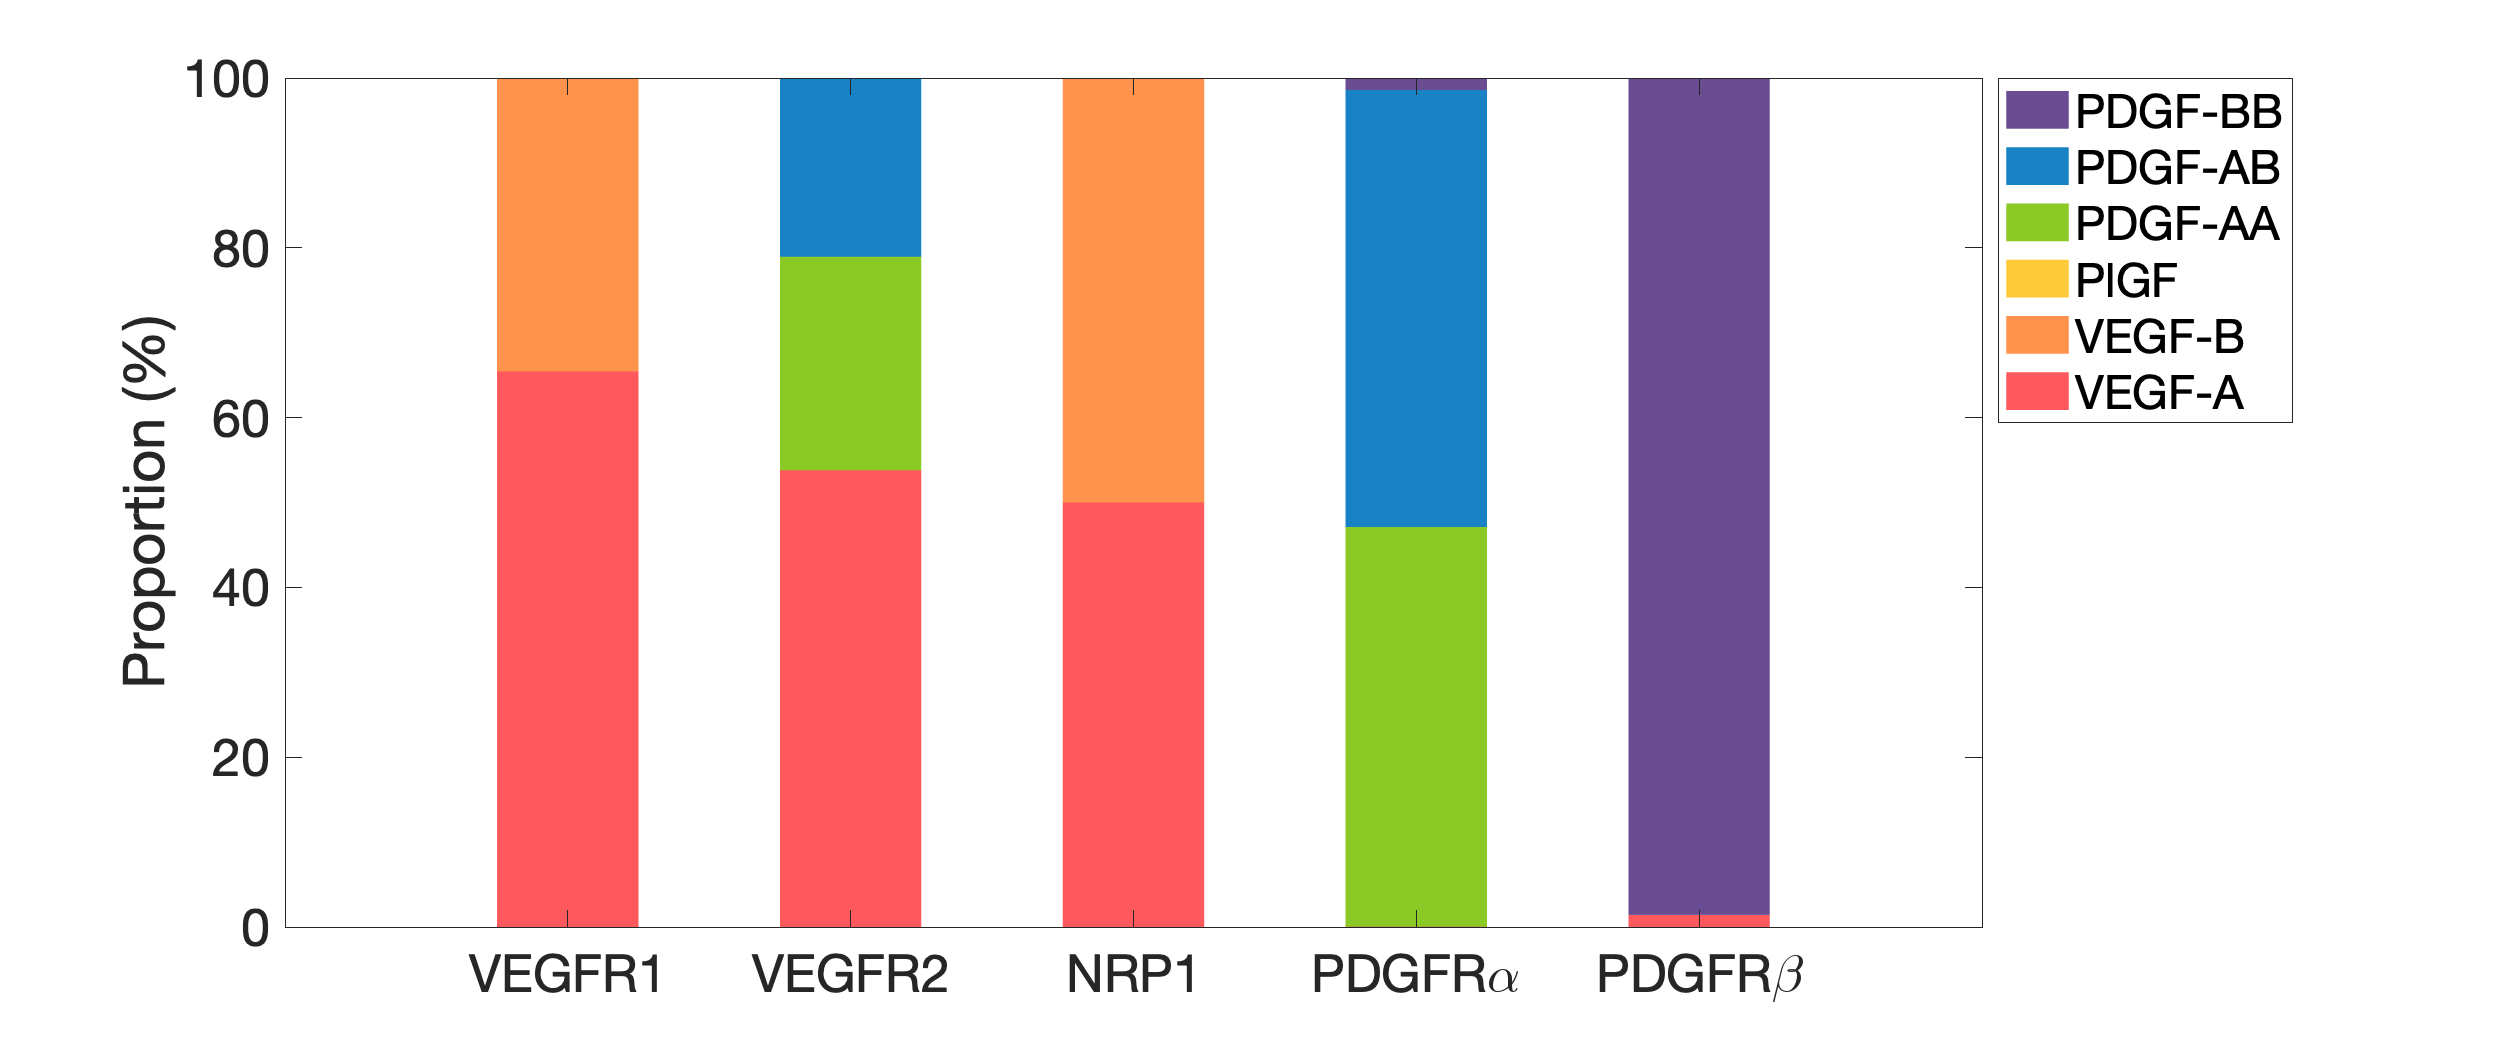 Proportion (%)
100
80
60
40
20
0
VEGFR1 VEGFR2 NRP1 PDGFRα PDGFRβ
PDGF-BB
PDGF-AB
PDGF-AA
PlGF
VEGF-B
VEGF-A